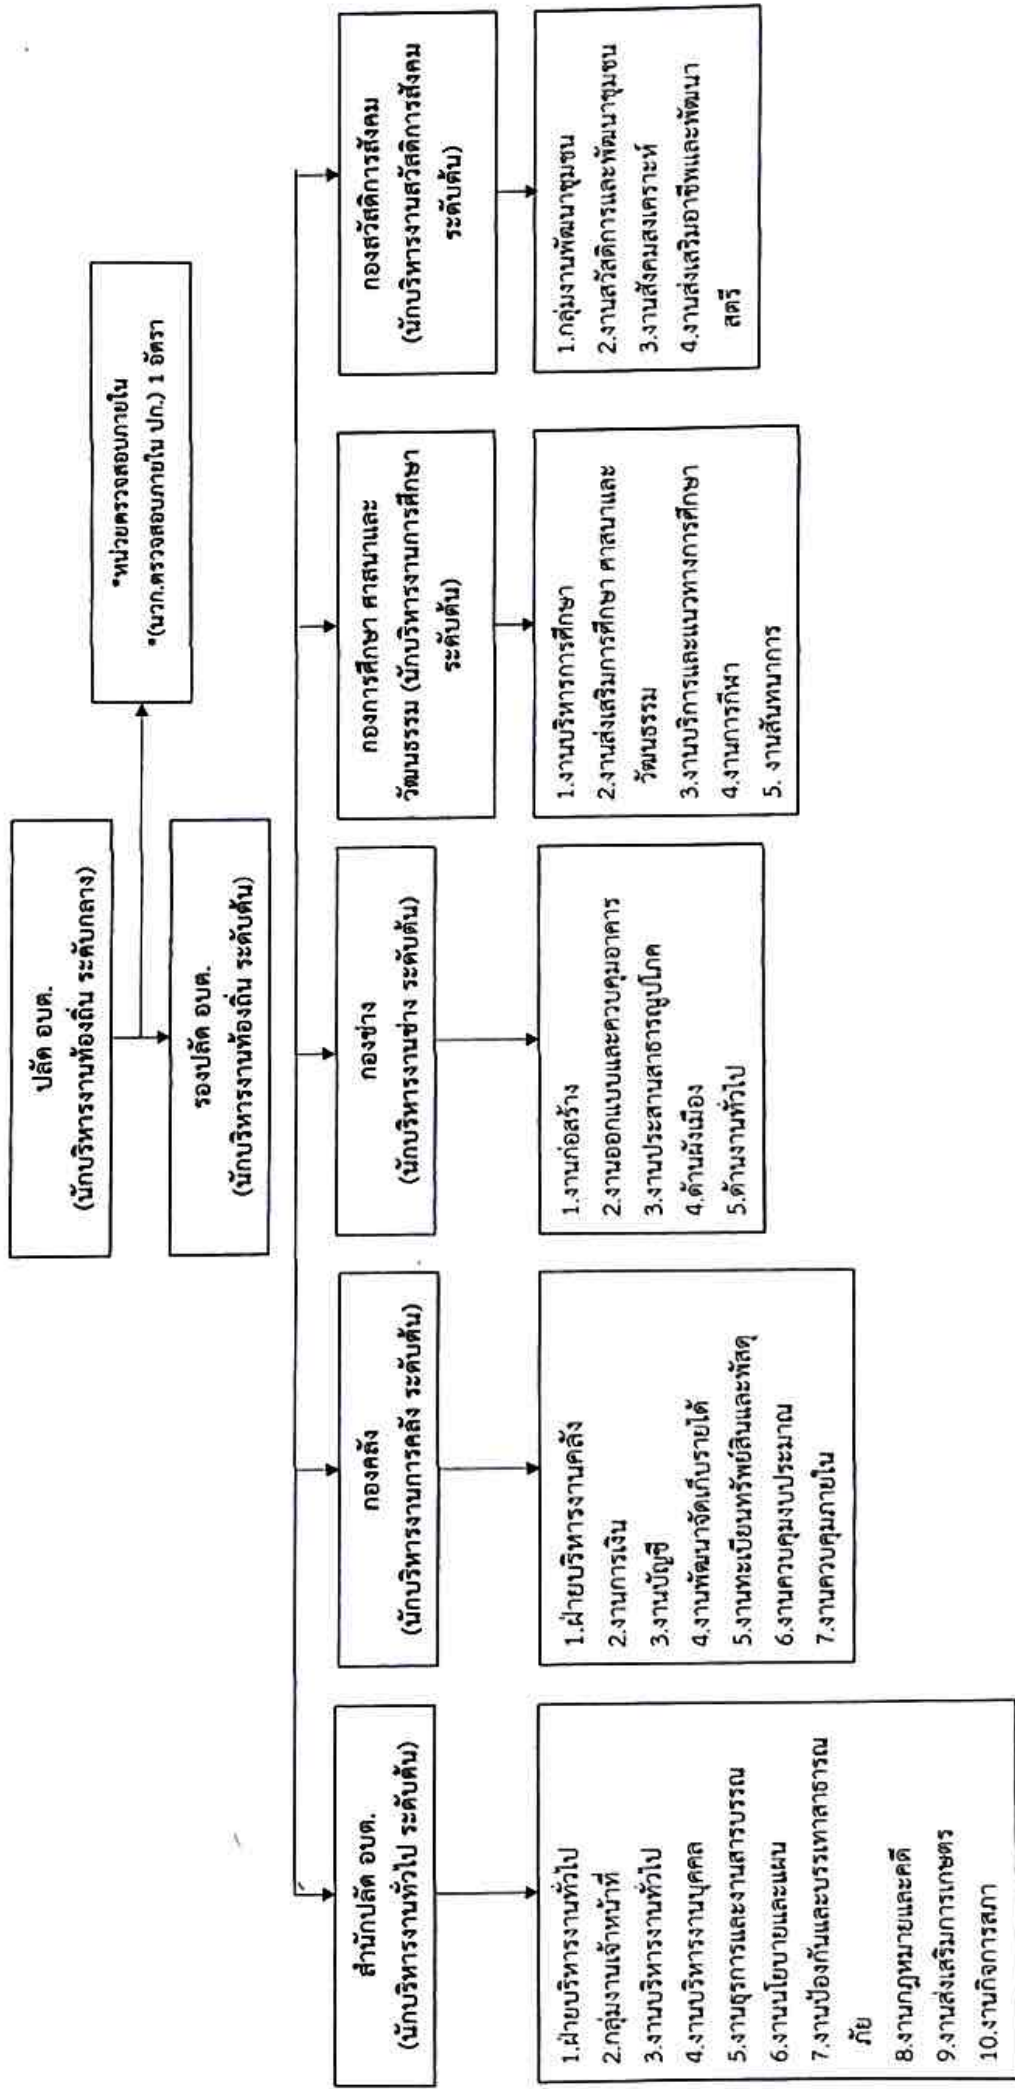 ปลัด อบต.
(นักบริหารงานท้องถิ่น ระดับกลาง)
*หน่วยตรวจสอบภายใน
*(นวก.ตรวจสอบภายใน ปก.) 1 อัตรา
รองปลัด อบต.
(นักบริหารงานท้องถิ่น ระดับต้น)
สำนักปลัด อบต.
(นักบริหารงานทั่วไป ระดับต้น)
1.ฝ่ายบริหารงานทั่วไป
2.กลุ่มงานเจ้าหน้าที่
3.งานบริหารงานทั่วไป
4.งานบริหารงานบุคคล
5.งานธุรการและงานสารบรรณ
6.งานนโยบายและแผน
7.งานป้องกันและบรรเทาสาธารณ
ภัย
8.งานกฎหมายและคดี
9.งานส่งเสริมการเกษตร
10.งานกิจการสภา
กองคลัง
(นักบริหารงานการคลัง ระดับต้น)
1.ฝ่ายบริหารงานคลัง
2.งานการเงิน
3.งานบัญชี
4.งานพัฒนาจัดเก็บรายได้
5.งานทะเบียนทรัพย์สินและพัสดุ
6.งานควบคุมงบประมาณ
7.งานควบคุมภายใน
กองช่าง
(นักบริหารงานช่าง ระดับต้น)
1.งานก่อสร้าง
2.งานออกแบบและควบคุมอาคาร
3.งานประสานสาธารณูปโภค
4.ด้านผังเมือง
5.ด้านงานทั่วไป
กองการศึกษา ศาสนาและ
วัฒนธรรม (นักบริหารงานการศึกษา
ระดับต้น)
1.งานบริหารการศึกษา
2.งานส่งเสริมการศึกษา ศาสนาและ
วัฒนธรรม
3.งานบริการและแนวทางการศึกษา
4.งานการกีฬา
5. งานสันทนาการ
กองสวัสดิการสังคม
(นักบริหารงานสวัสดิการสังคม
ระดับต้น)
1.กลุ่มงานพัฒนาชุมชน
2.งานสวัสดิการและพัฒนาชุมชน
3.งานสังคมสงเคราะห์
4.งานส่งเสริมอาชีพและพัฒนา
สตรี